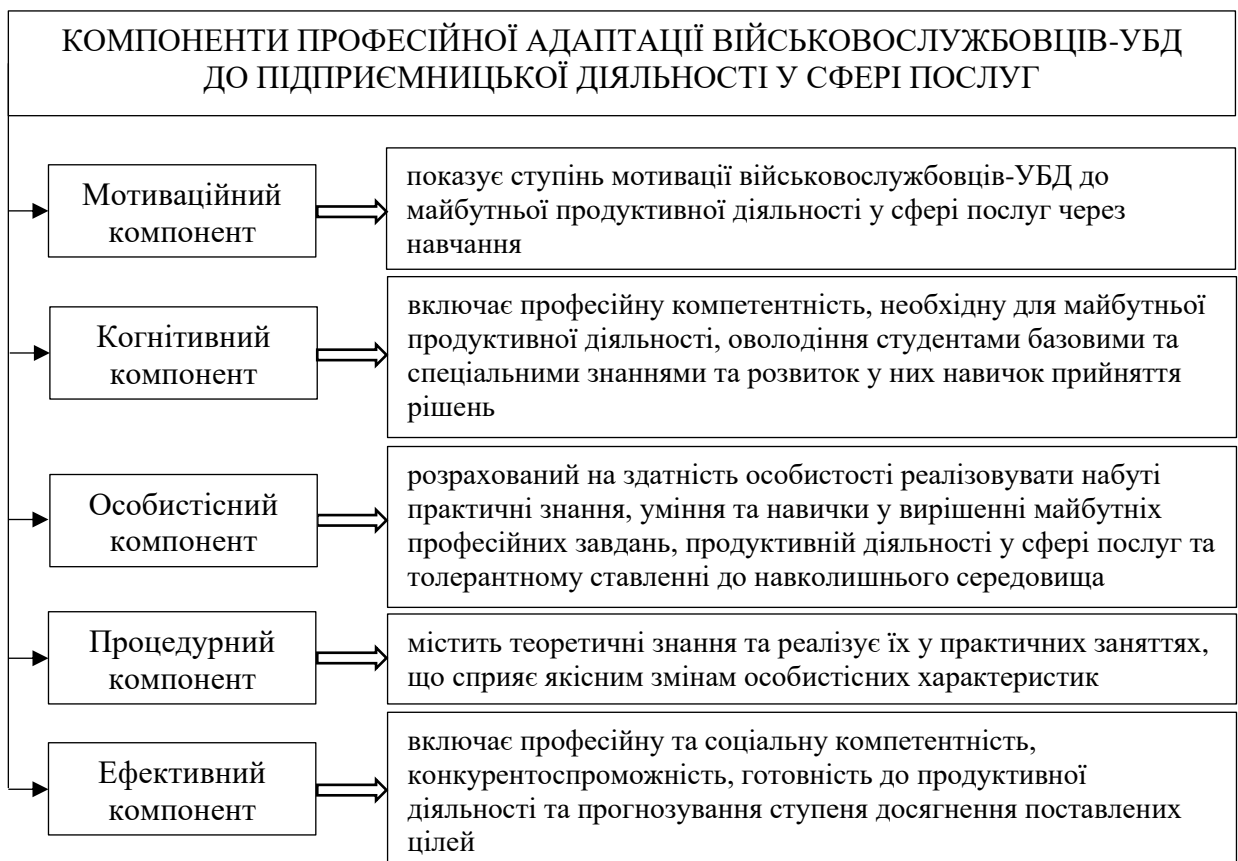 КОМПОНЕНТИ ПРОФЕСІЙНОЇ АДАПТАЦІЇ ВІЙСЬКОВОСЛУЖБОВЦІВ-УБД
ДО ПІДПРИЄМНИЦЬКОЇ ДІЯЛЬНОСТІ У СФЕРІ ПОСЛУГ
Мотиваційний
компонент
показує ступінь мотивації військовослужбовців-УБД до
майбутньої продуктивної діяльності у сфері послуг через
навчання
Когнітивний
компонент
включає професійну компетентність, необхідну для майбутньої
продуктивної діяльності, оволодіння студентами базовими та
спеціальними знаннями та розвиток у них навичок прийняття
рішень
Особистісний
компонент
розрахований на здатність особистості реалізовувати набуті
практичні знання, уміння та навички у вирішенні майбутніх
професійних завдань, продуктивній діяльності у сфері послуг та
толерантному ставленні до навколишнього середовища
Процедурний
компонент
містить теоретичні знання та реалізує їх у практичних заняттях,
що сприяє якісним змінам особистісних характеристик
Ефективний
компонент
включає професійну та соціальну компетентність,
конкурентоспроможність, готовність до продуктивної
діяльності та прогнозування ступеня досягнення поставлених
цілей